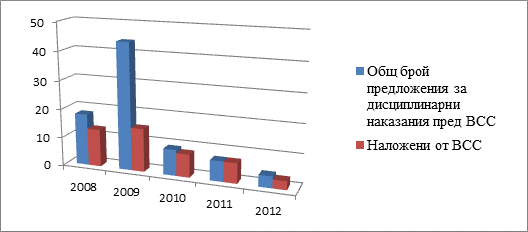 50
40
30
20
10
0
2008
2009
2010
2011
2012
Общ брой
предложения за
дисциплинарни
наказания пред ВСС
Наложени от ВСС